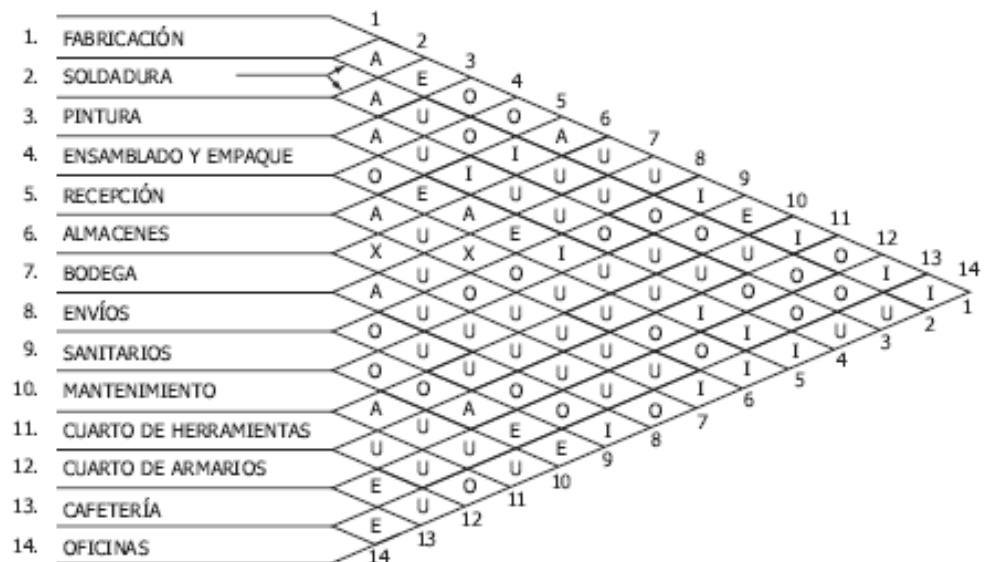 1
1. FABRICACIÓN 2
A 3
2. SOLDADURA E 4
A O 5
3. PINTURA U O 6
A O A 7
4. ENSAMBLADO Y EMPAQUE U I U 8
O I U U 9
5. RECEPCIÓN E U U I 10
A A U O E 11
6. ALMACENES U E O O I 12
X X I U U O 13
7. BODEGA U O U U O I 14
A O U U O O I 1
8. ENVÍOS U U U I O U 2
O U U O I U 3
9. SANITARIOS U U U O I 4
O U U U I 5
10. MANTENIMIENTO O O U I 6
A A O O 7
11. CUARTO DE HERRAMIENTAS U E I 8
U U E 9
12. CUARTO DE ARMARIOS U U 10
E O 11
13. CAFETERÍA U 12
E 13
14. OFICINAS 14